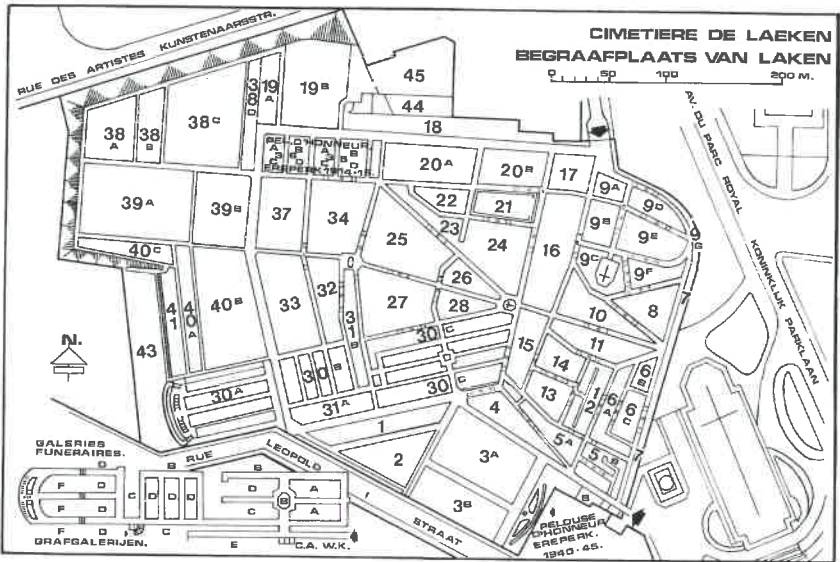 CIMETIERE DE LAEKEN
BEGRAAFPLAATS VAN LAKEN
0 50 100 200 M.
RUE DES ARTISTES KUNSTENAARSSTR.
AV. DU PARC ROYAL
KONINKLIJK PARKLAAN
45
44
18
38 A
38 B
38 C
38 D
19 A
19 B
PEL. D'HONNEUR.
EREPERK 1914-18.
20 A
20 B
17
9 A
9 D
22
21
9 B
9 E
9 G
39 A
39 B
37
34
25
23
24
16
9 C
9 F
40 C
26
10
8
7
41
40 A
40 B
33
32
31 B
27
28
11
43
30 C
15
14
6 B
30 A
30 B
30 C
13
12
6 A
6 C
31 A
4
5 A
5 B
7
1
2
3 A
3 B
N.
RUE LEOPOLD I STRAAT
PELOUSE
D'HONNEUR
EREPERK.
1940-45.
GALERIES
FUNERAIRES.
D B B
F D C D D D D B A
F D C A
F D C E
GRAFGALERIJEN.
C.A. W.K.